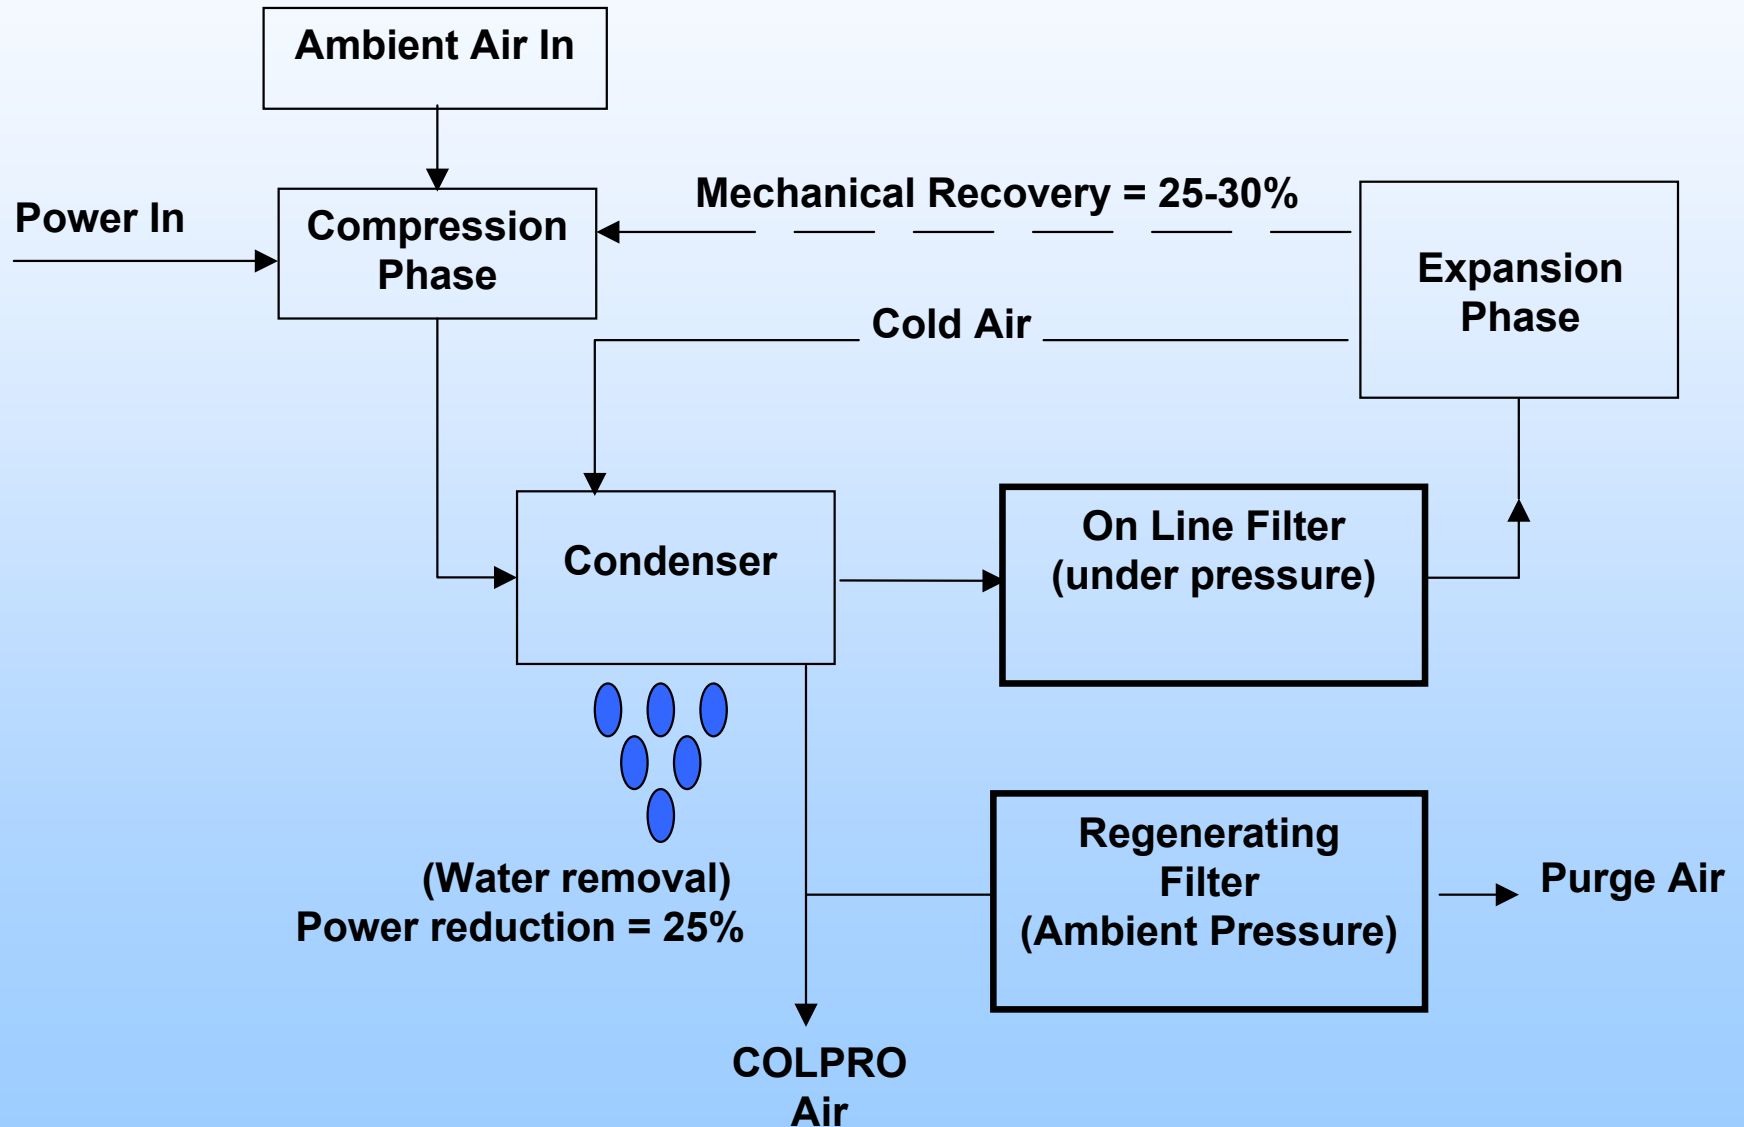 Ambient Air In
Power In
Compression
Phase
Mechanical Recovery = 25-30%
Expansion
Phase
Cold Air
Condenser
On Line Filter
(under pressure)
(Water removal)
Power reduction = 25%
Regenerating
Filter
(Ambient Pressure)
Purge Air
COLPRO
Air